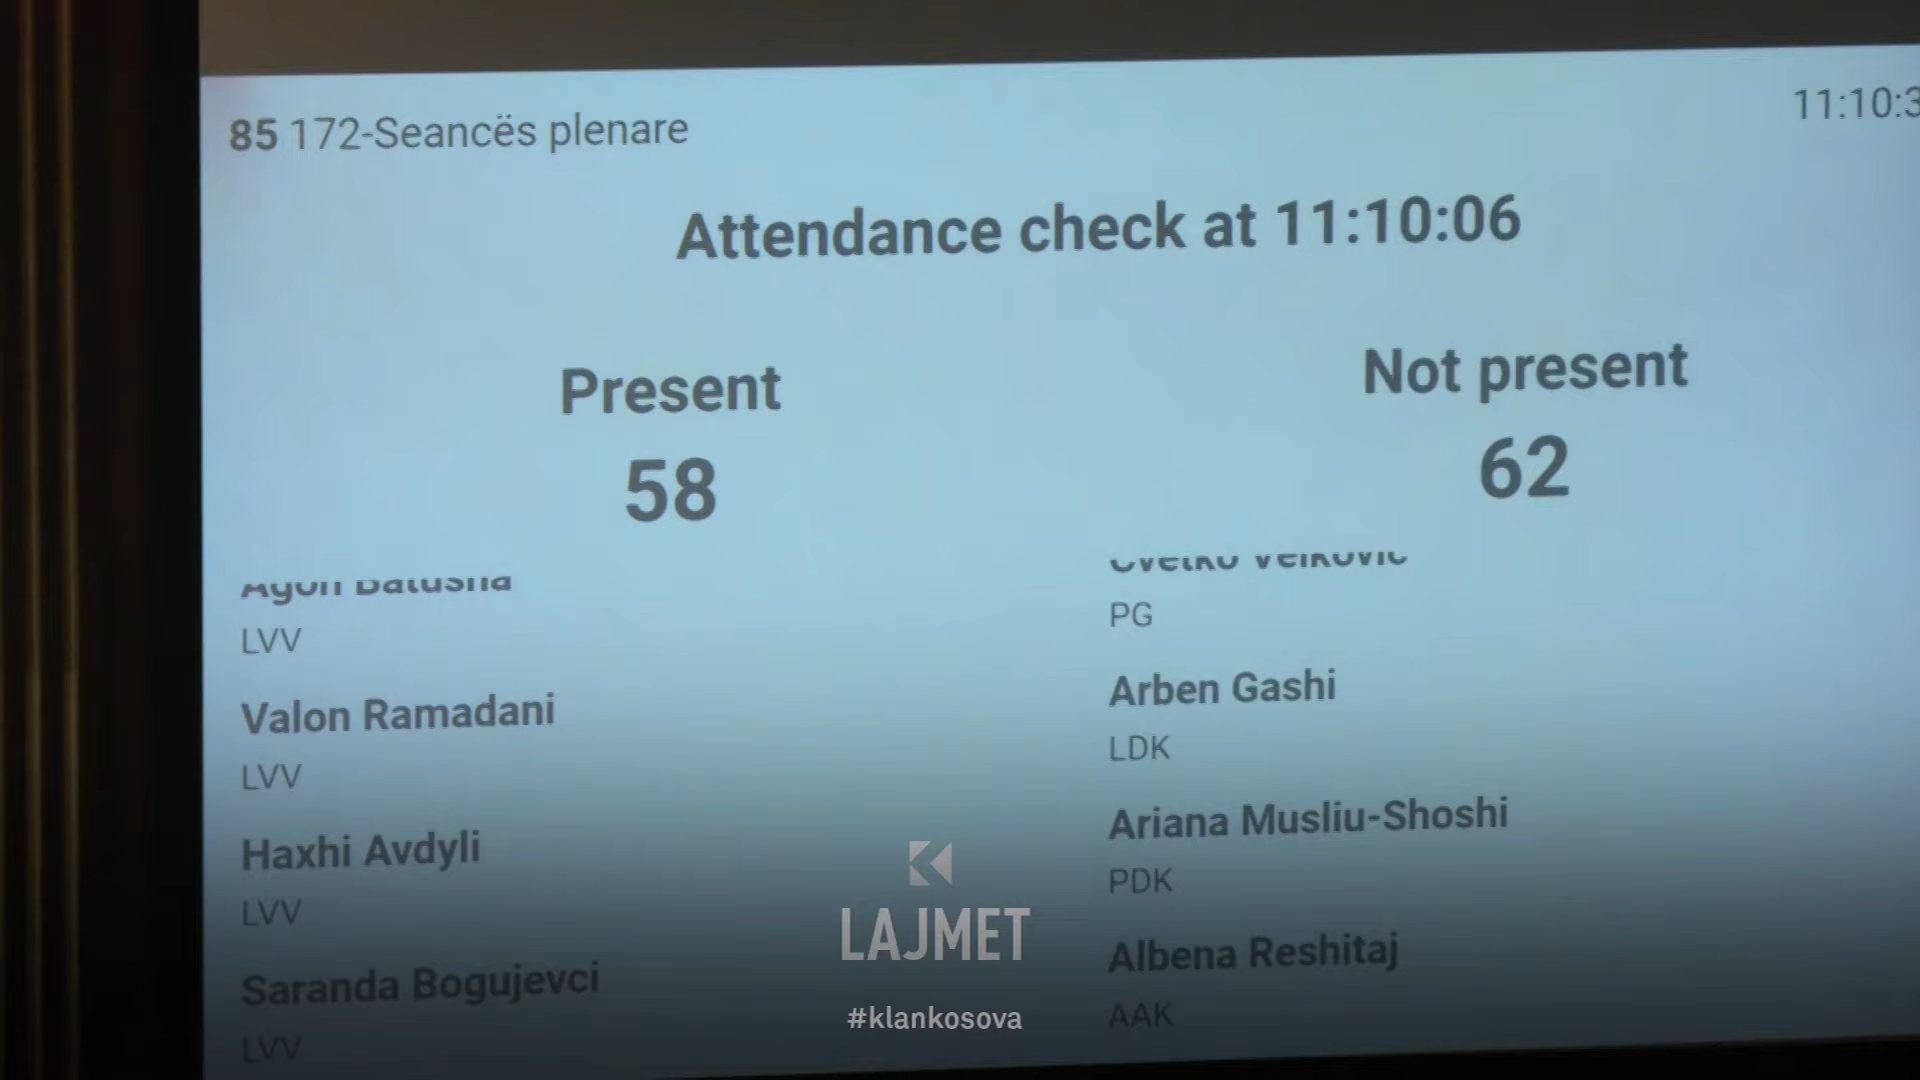 85 172-Seancës plenare
11:10:3
Attendance check at 11:10:06
Present
58
Not present
62
Agon Batusha
LVV
Valon Ramadani
LVV
Haxhi Avdyli
LVV
Saranda Bogujevci
LVV
PG
Arben Gashi
LDK
Ariana Musliu-Shoshi
PDK
Albena Reshitaj
AAK
LAJMET
#klankosova